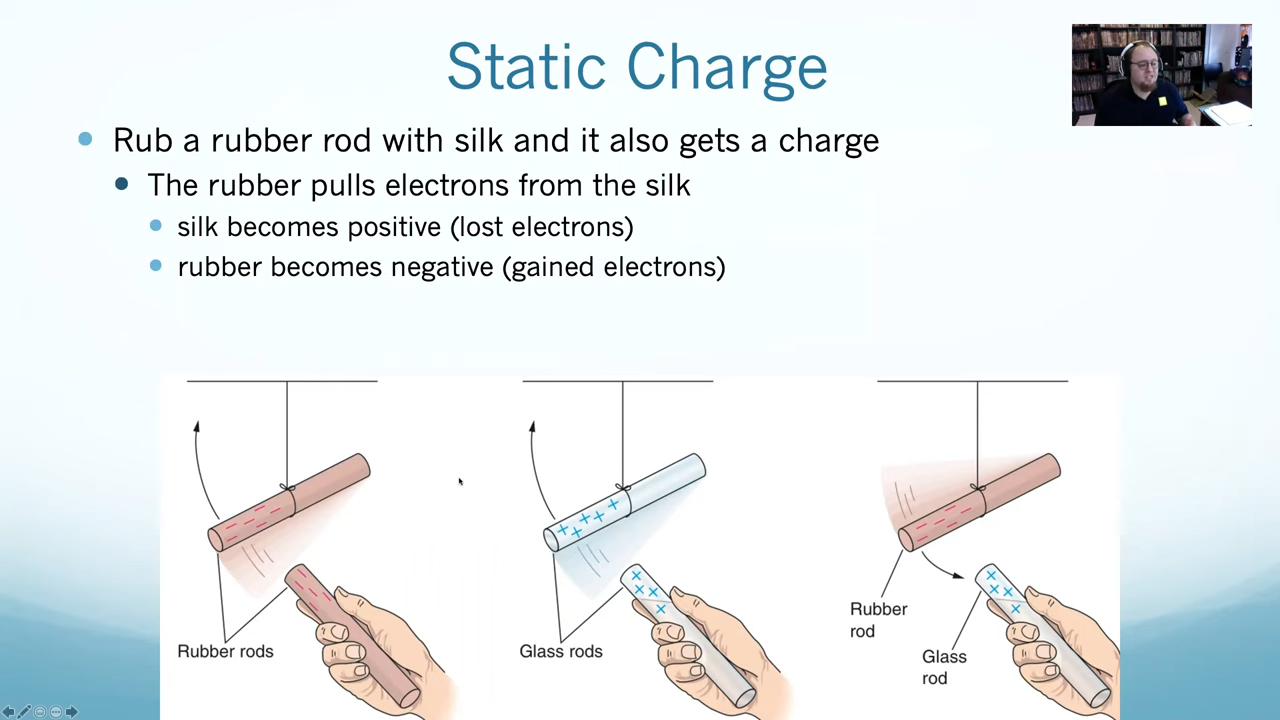 Static Charge
Rub a rubber rod with silk and it also gets a charge
The rubber pulls electrons from the silk
silk becomes positive (lost electrons)
rubber becomes negative (gained electrons)
Rubber rods
Glass rods
Rubber
rod
Glass
rod